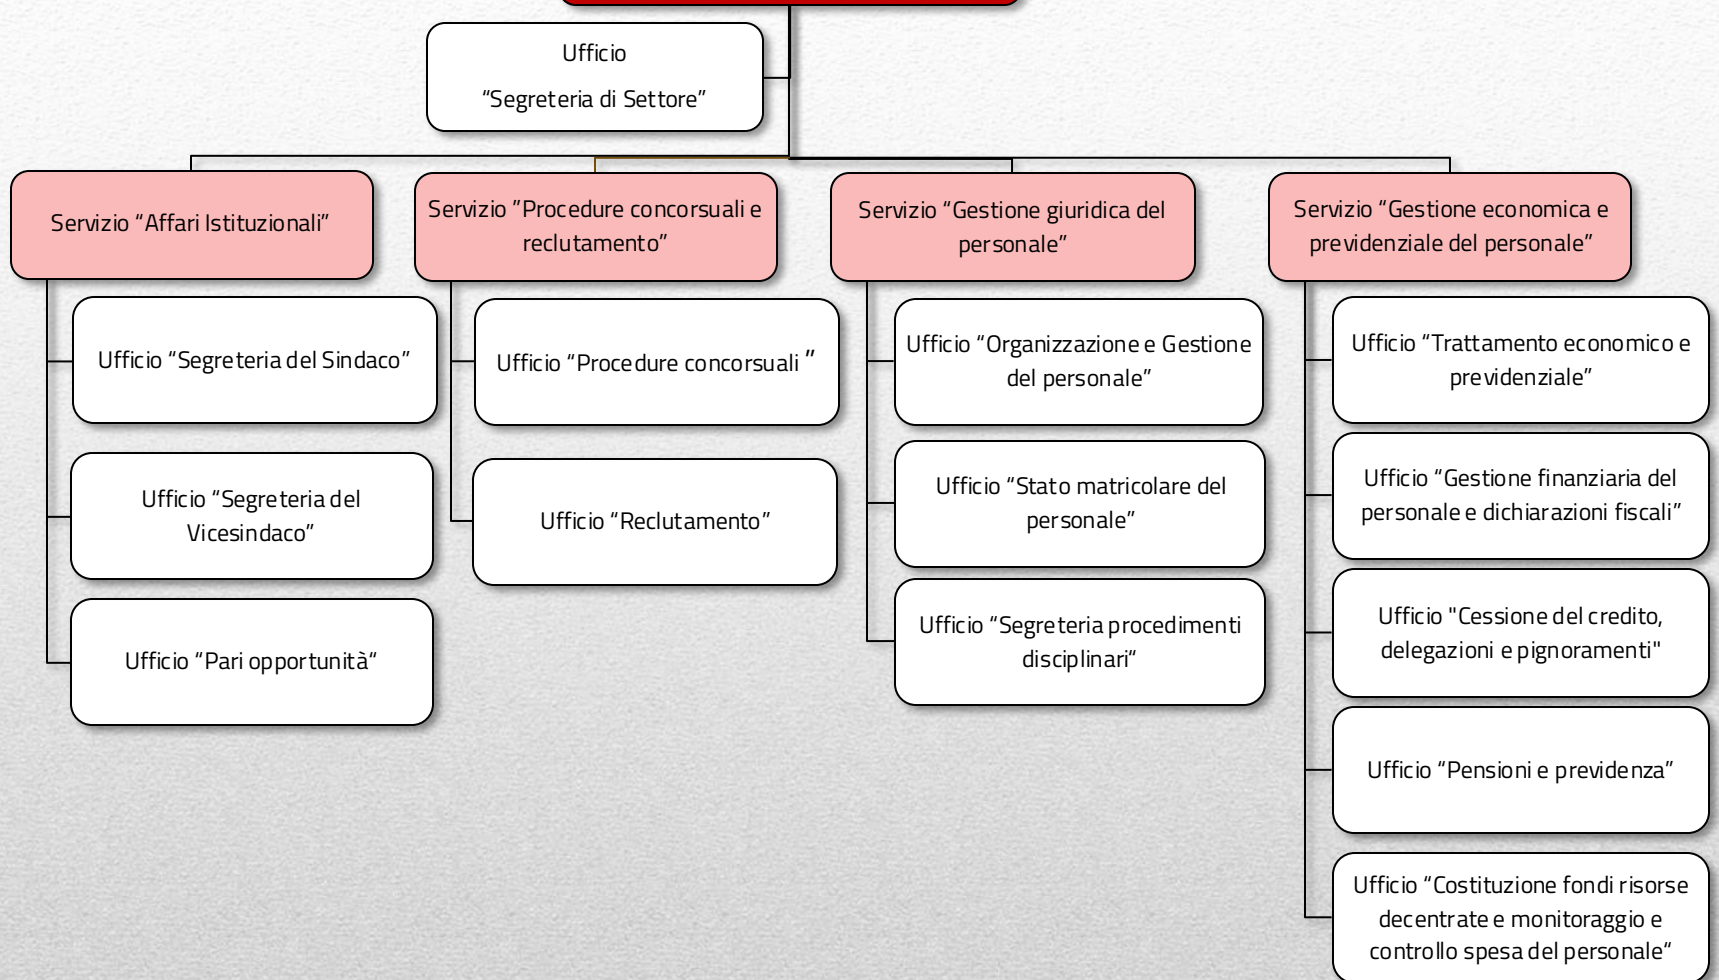 Ufficio
“Segreteria di Settore”
Servizio “Affari Istituzionali”
Servizio ”Procedure concorsuali e
reclutamento”
Servizio “Gestione giuridica del
personale”
Servizio “Gestione economica e
previdenziale del personale”
Ufficio “Segreteria del Sindaco”
Ufficio “Segreteria del
Vicesindaco”
Ufficio “Pari opportunità“
Ufficio “Procedure concorsuali ”
Ufficio “Reclutamento”
Ufficio “Organizzazione e Gestione
del personale”
Ufficio “Stato matricolare del
personale”
Ufficio “Segreteria procedimenti
disciplinari“
Ufficio “Trattamento economico e
previdenziale”
Ufficio “Gestione finanziaria del
personale e dichiarazioni fiscali”
Ufficio "Cessione del credito,
delegazioni e pignoramenti"
Ufficio “Pensioni e previdenza”
Ufficio “Costituzione fondi risorse
decentrate e monitoraggio e
controllo spesa del personale“